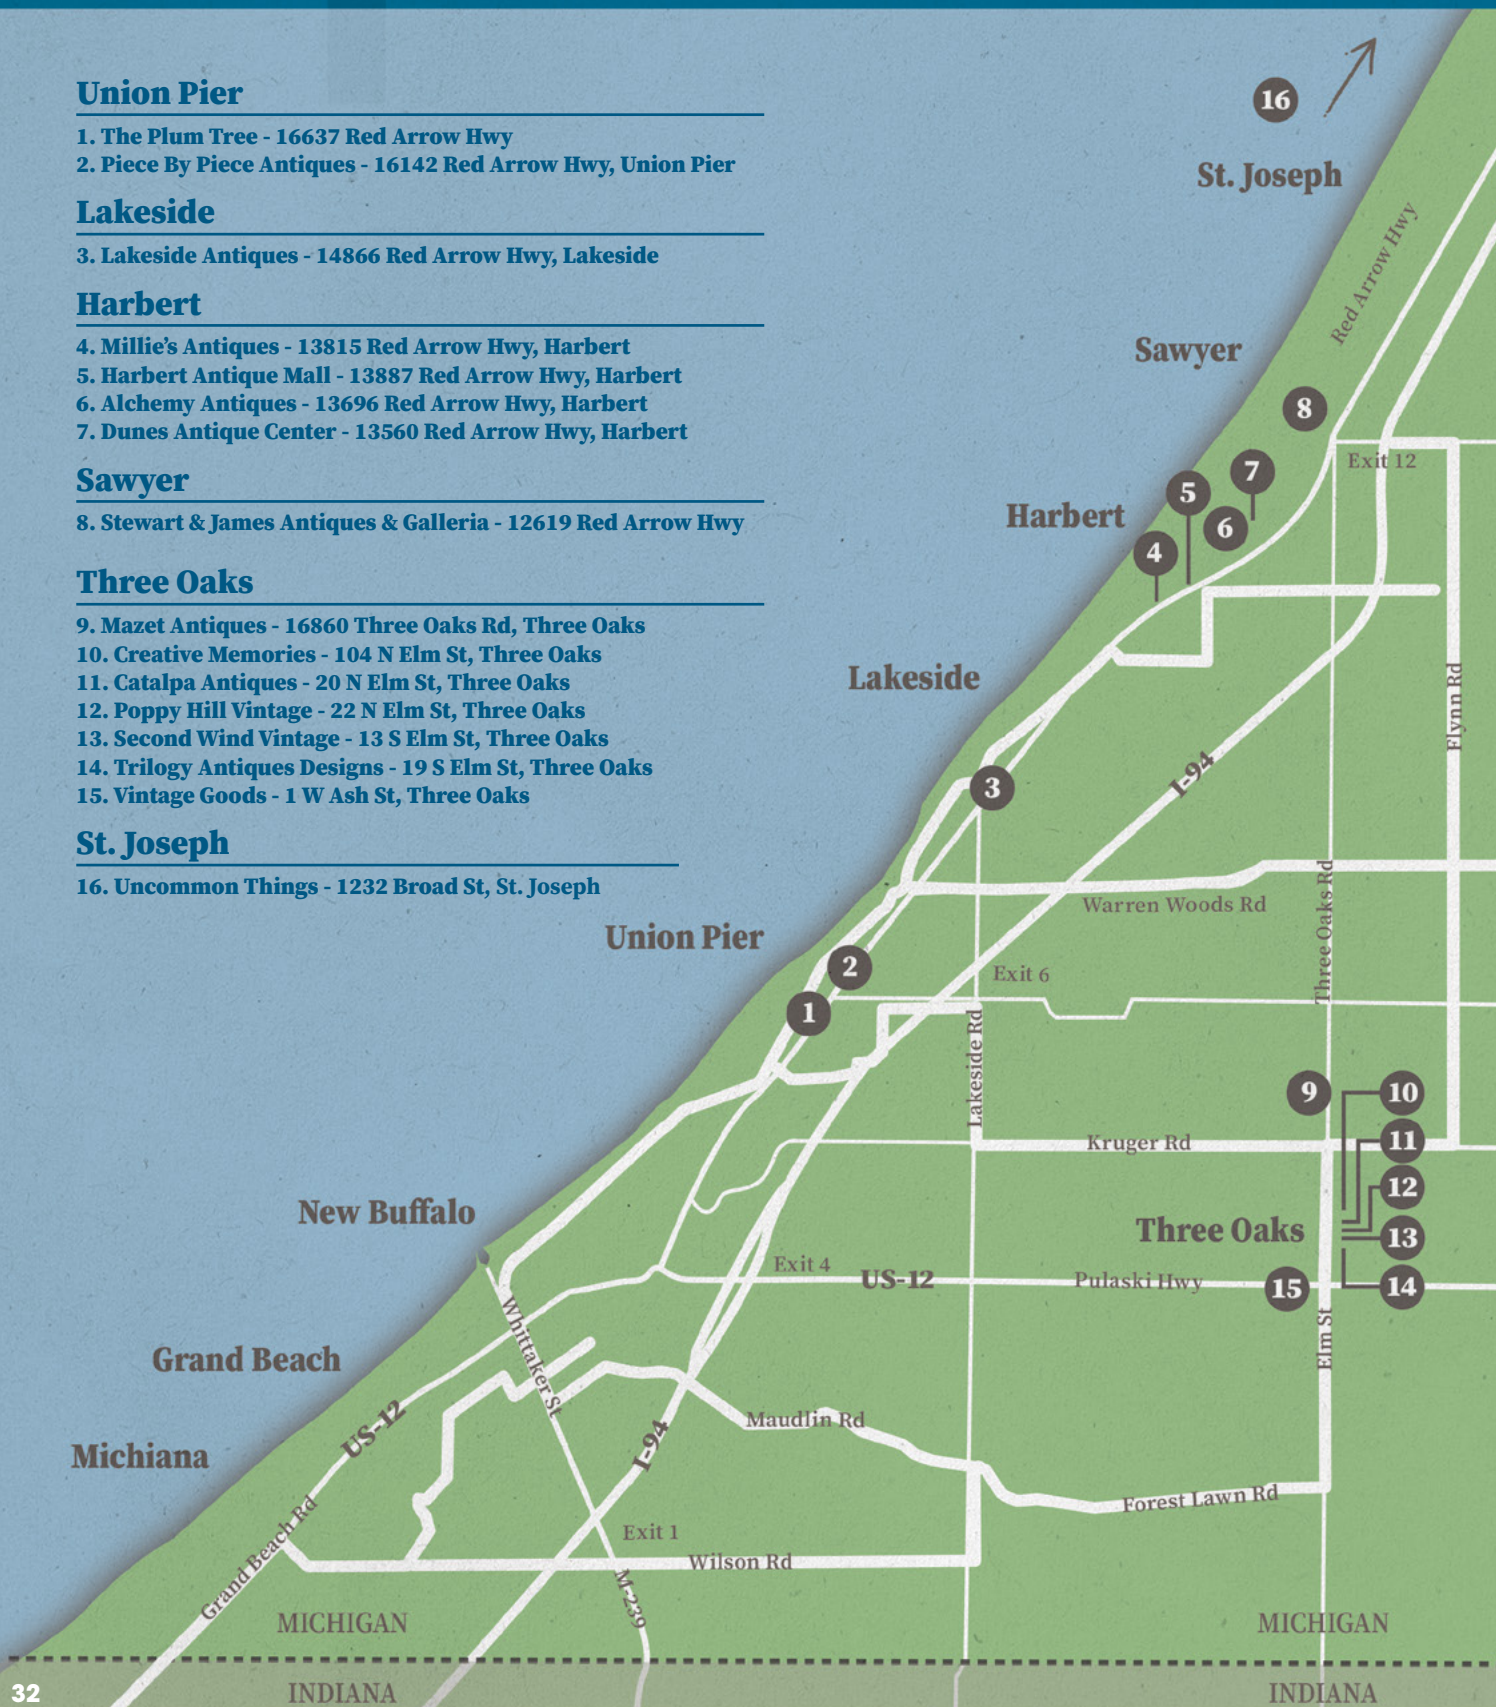 Union Pier
1. The Plum Tree - 16637 Red Arrow Hwy
2. Piece By Piece Antiques - 16142 Red Arrow Hwy, Union Pier
Lakeside
3. Lakeside Antiques - 14866 Red Arrow Hwy, Lakeside
Harbert
4. Millie's Antiques - 13815 Red Arrow Hwy, Harbert
5. Harbert Antique Mall - 13887 Red Arrow Hwy, Harbert
6. Alchemy Antiques - 13696 Red Arrow Hwy, Harbert
7. Dunes Antique Center - 13560 Red Arrow Hwy, Harbert
Sawyer
8. Stewart & James Antiques & Galleria - 12619 Red Arrow Hwy
Three Oaks
9. Mazet Antiques - 16860 Three Oaks Rd, Three Oaks
10. Creative Memories - 104 N Elm St, Three Oaks
11. Catalpa Antiques - 20 N Elm St, Three Oaks
12. Poppy Hill Vintage - 22 N Elm St, Three Oaks
13. Second Wind Vintage - 13 S Elm St, Three Oaks
14. Trilogy Antiques Designs - 19 S Elm St, Three Oaks
15. Vintage Goods - 1 W Ash St, Three Oaks
St. Joseph
16. Uncommon Things - 1232 Broad St, St. Joseph
16
St. Joseph
Red Arrow Hwy
Sawyer
8
Exit 12
7
5
Harbert
6
4
Lakeside
Flynn Rd
I-94
3
Warren Woods Rd
Three Oaks Rd
Union Pier
2
Exit 6
1
Lakeside Rd
9
10
Kruger Rd
11
12
New Buffalo
Three Oaks
13
Exit 4
US-12
Pulaski Hwy
15
14
Whittaker St
Elm St
Grand Beach
US-12
Maudlin Rd
I-94
Michiana
Forest Lawn Rd
Grand Beach Rd
Exit 1
Wilson Rd
M-239
MICHIGAN
MICHIGAN
INDIANA
INDIANA
32